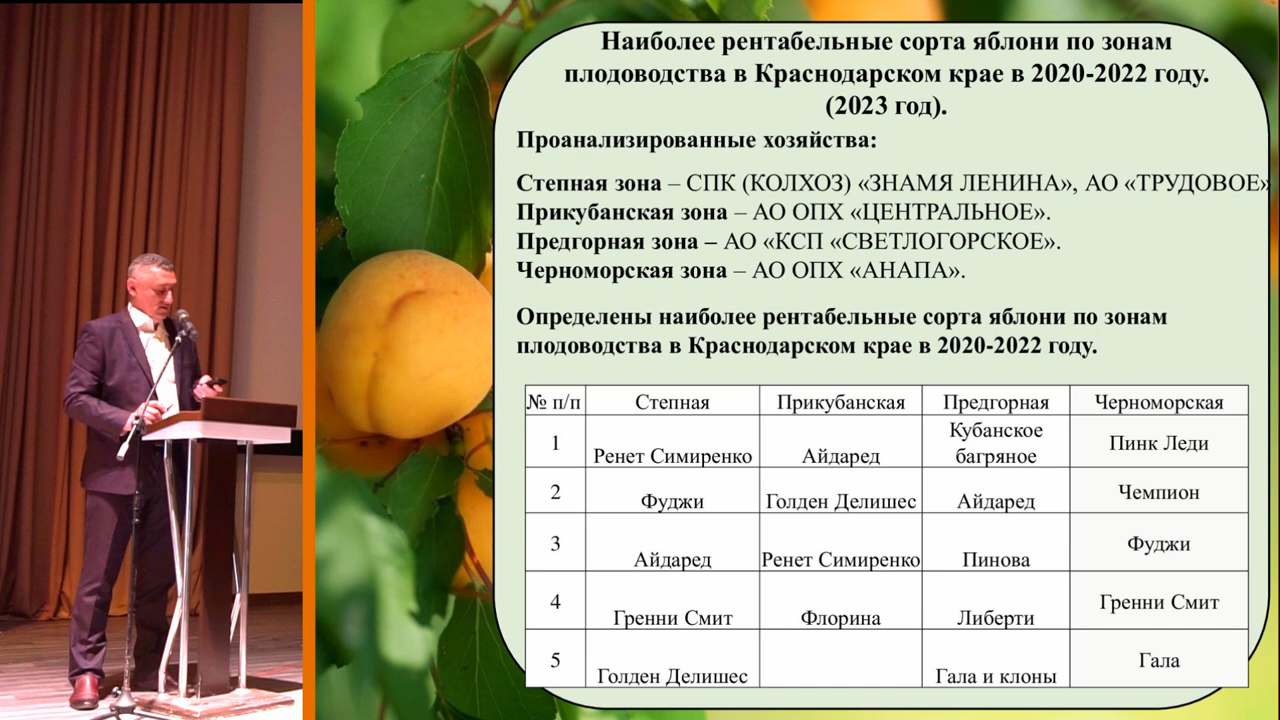 Наиболее рентабельные сорта яблони по зонам
плодоводства в Краснодарском крае в 2020-2022 году.
(2023 год).
Проанализированные хозяйства:
Степная зона – СПК (КОЛХОЗ) «ЗНАМЯ ЛЕНИНА», АО «ТРУДОВОЕ»
Прикубанская зона – АО ОПХ «ЦЕНТРАЛЬНОЕ».
Предгорная зона – АО «КСП «СВЕТЛОГОРСКОЕ».
Черноморская зона – АО ОПХ «АНАПА».
Определены наиболее рентабельные сорта яблони по зонам
плодоводства в Краснодарском крае в 2020-2022 году.
№ п/п Степная Прикубанская Предгорная Черноморская
1 Ренет Симиренко Айдаред Кубанское багряное Пинк Леди
2 Фуджи Голден Делишес Айдаред Чемпион
3 Айдаред Ренет Симиренко Пинова Фуджи
4 Гренни Смит Флорина Либерти Гренни Смит
5 Голден Делишес Гала и клоны Гала